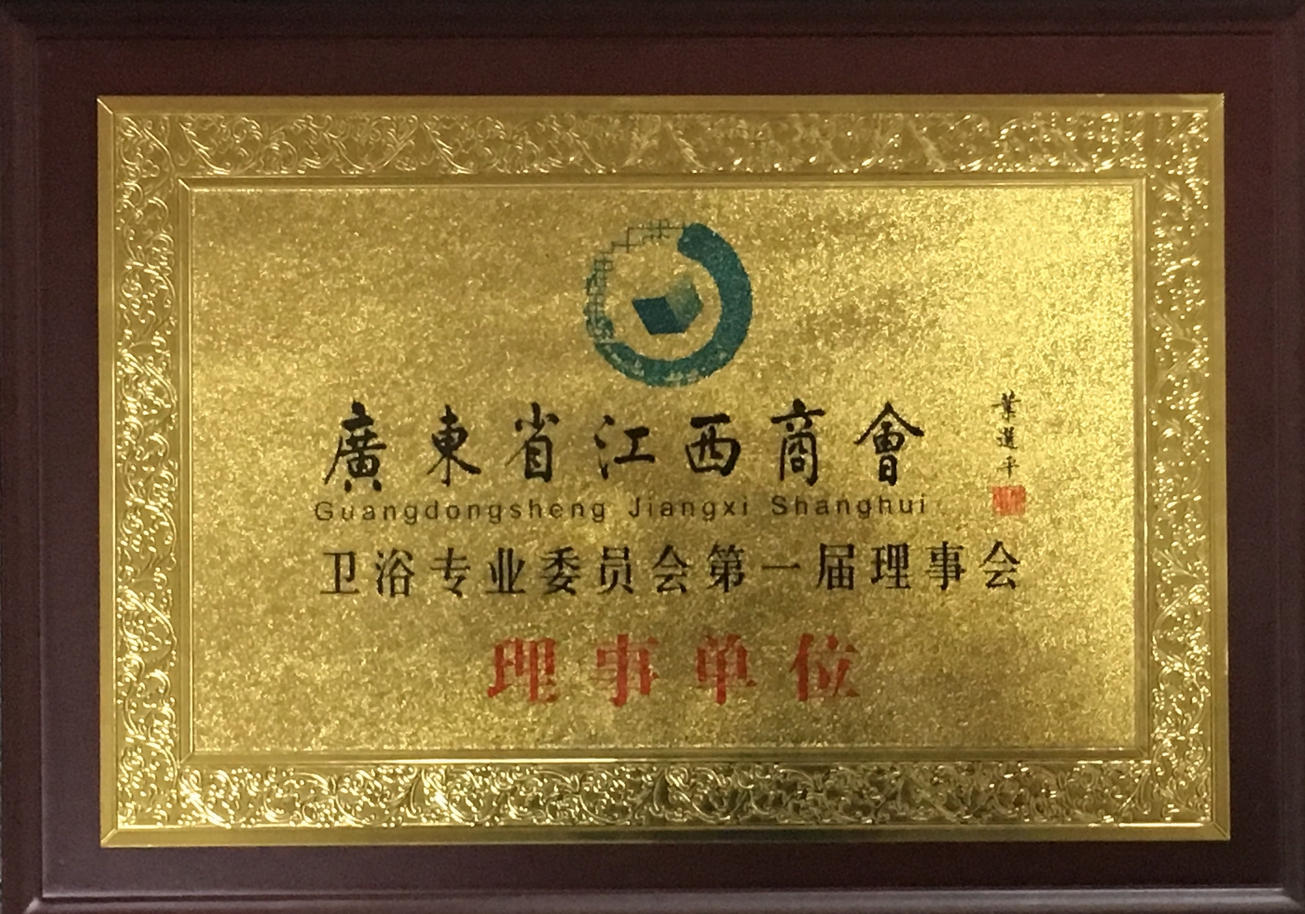 廣東省江西商會
葉選平
Guangdongsheng Jiangxi Shanghui
卫浴专业委员会第一届理事会
理事单位